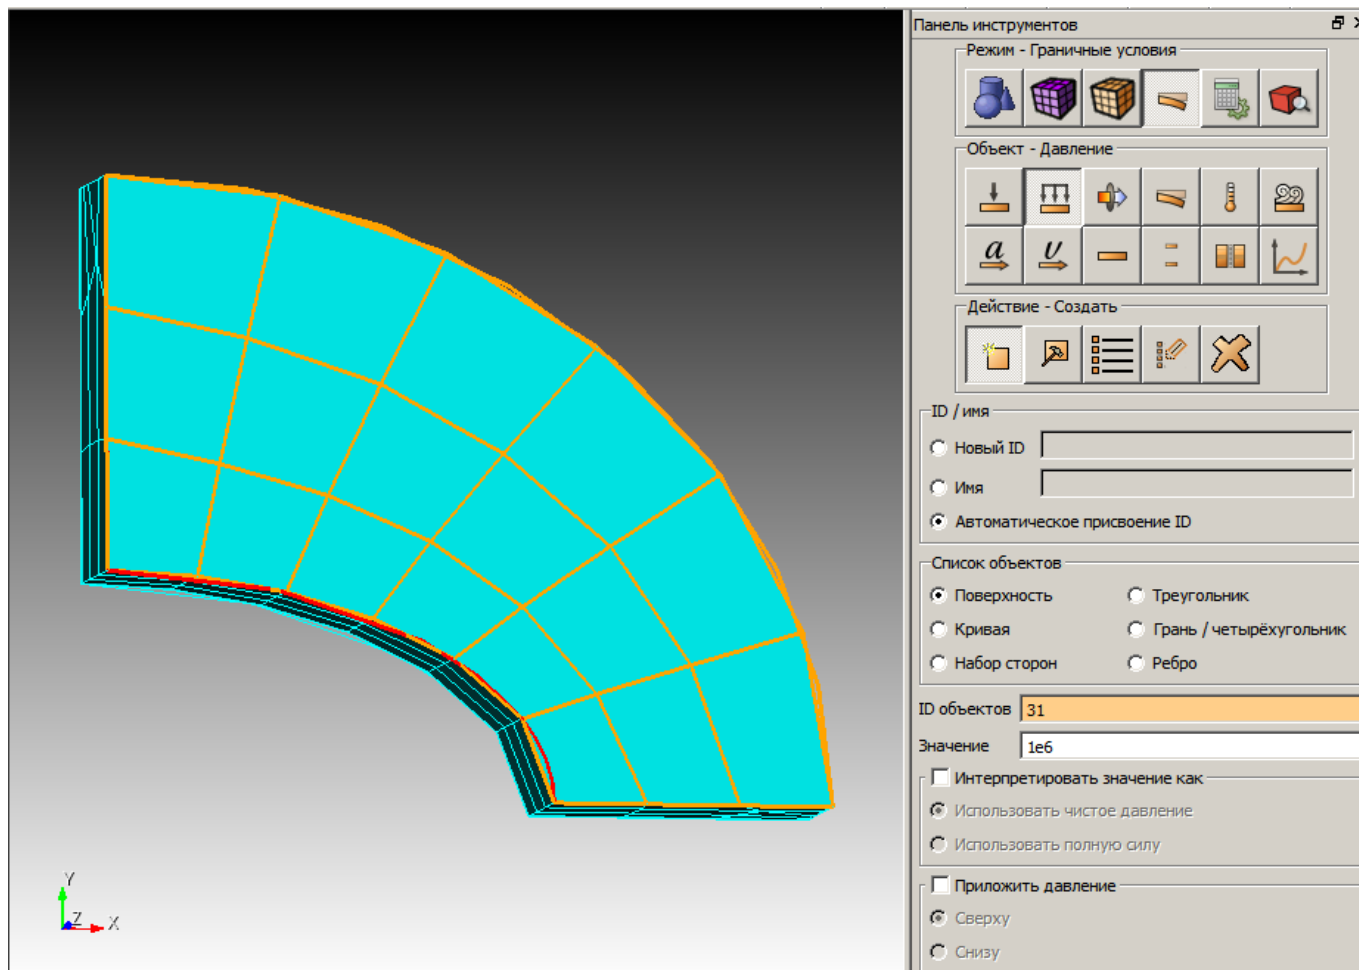 Панель инструментов
Режим - Граничные условия
Объект - Давление
a
υ
Действие - Создать
ID / имя
Новый ID
Имя
Автоматическое присвоение ID
Список объектов
Поверхность Треугольник
Кривая Грань / четырёхугольник
Набор сторон Ребро
ID объектов 31
Значение 1e6
Интерпретировать значение как
Использовать чистое давление
Использовать полную силу
Приложить давление
Сверху
Снизу
Y
Z X